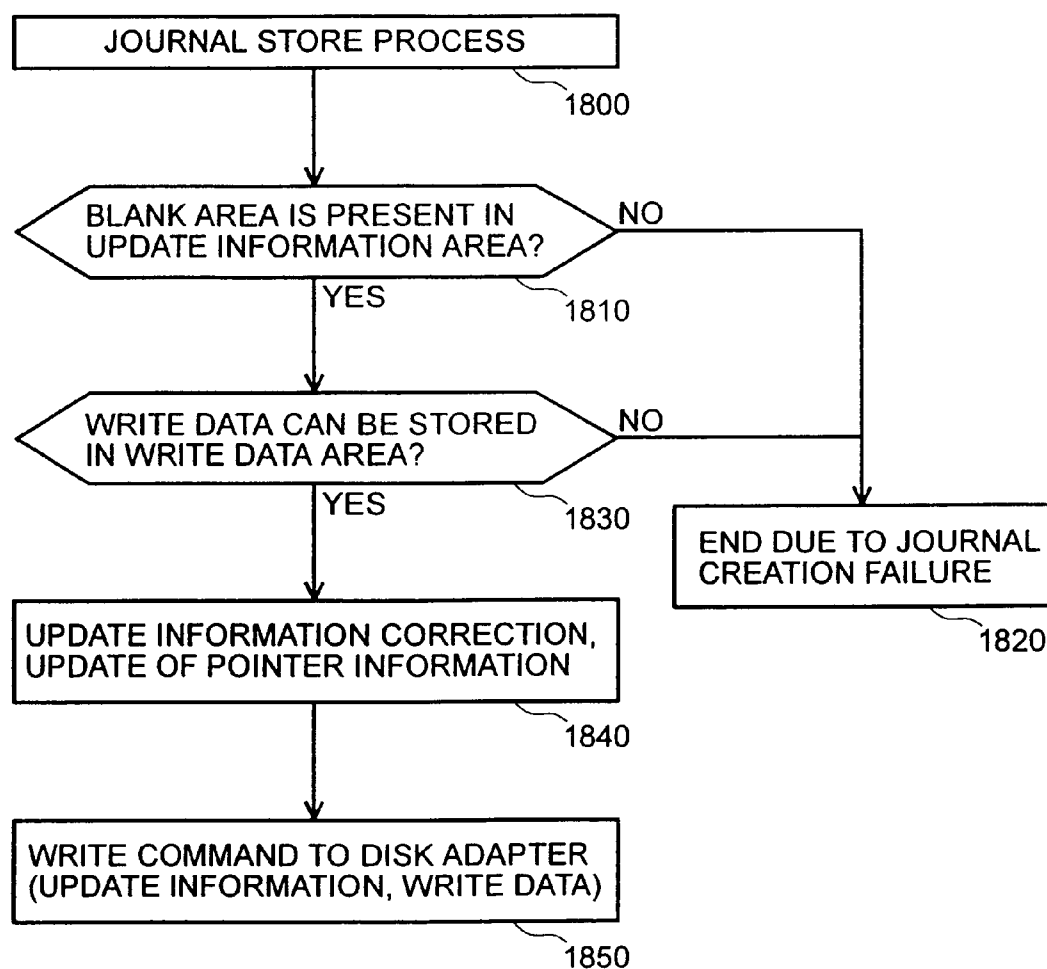 JOURNAL STORE PROCESS
1800
BLANK AREA IS PRESENT IN
UPDATE INFORMATION AREA?
NO
YES
1810
WRITE DATA CAN BE STORED
IN WRITE DATA AREA?
NO
YES
1830
END DUE TO JOURNAL
CREATION FAILURE
1820
UPDATE INFORMATION CORRECTION,
UPDATE OF POINTER INFORMATION
1840
WRITE COMMAND TO DISK ADAPTER
(UPDATE INFORMATION, WRITE DATA)
1850